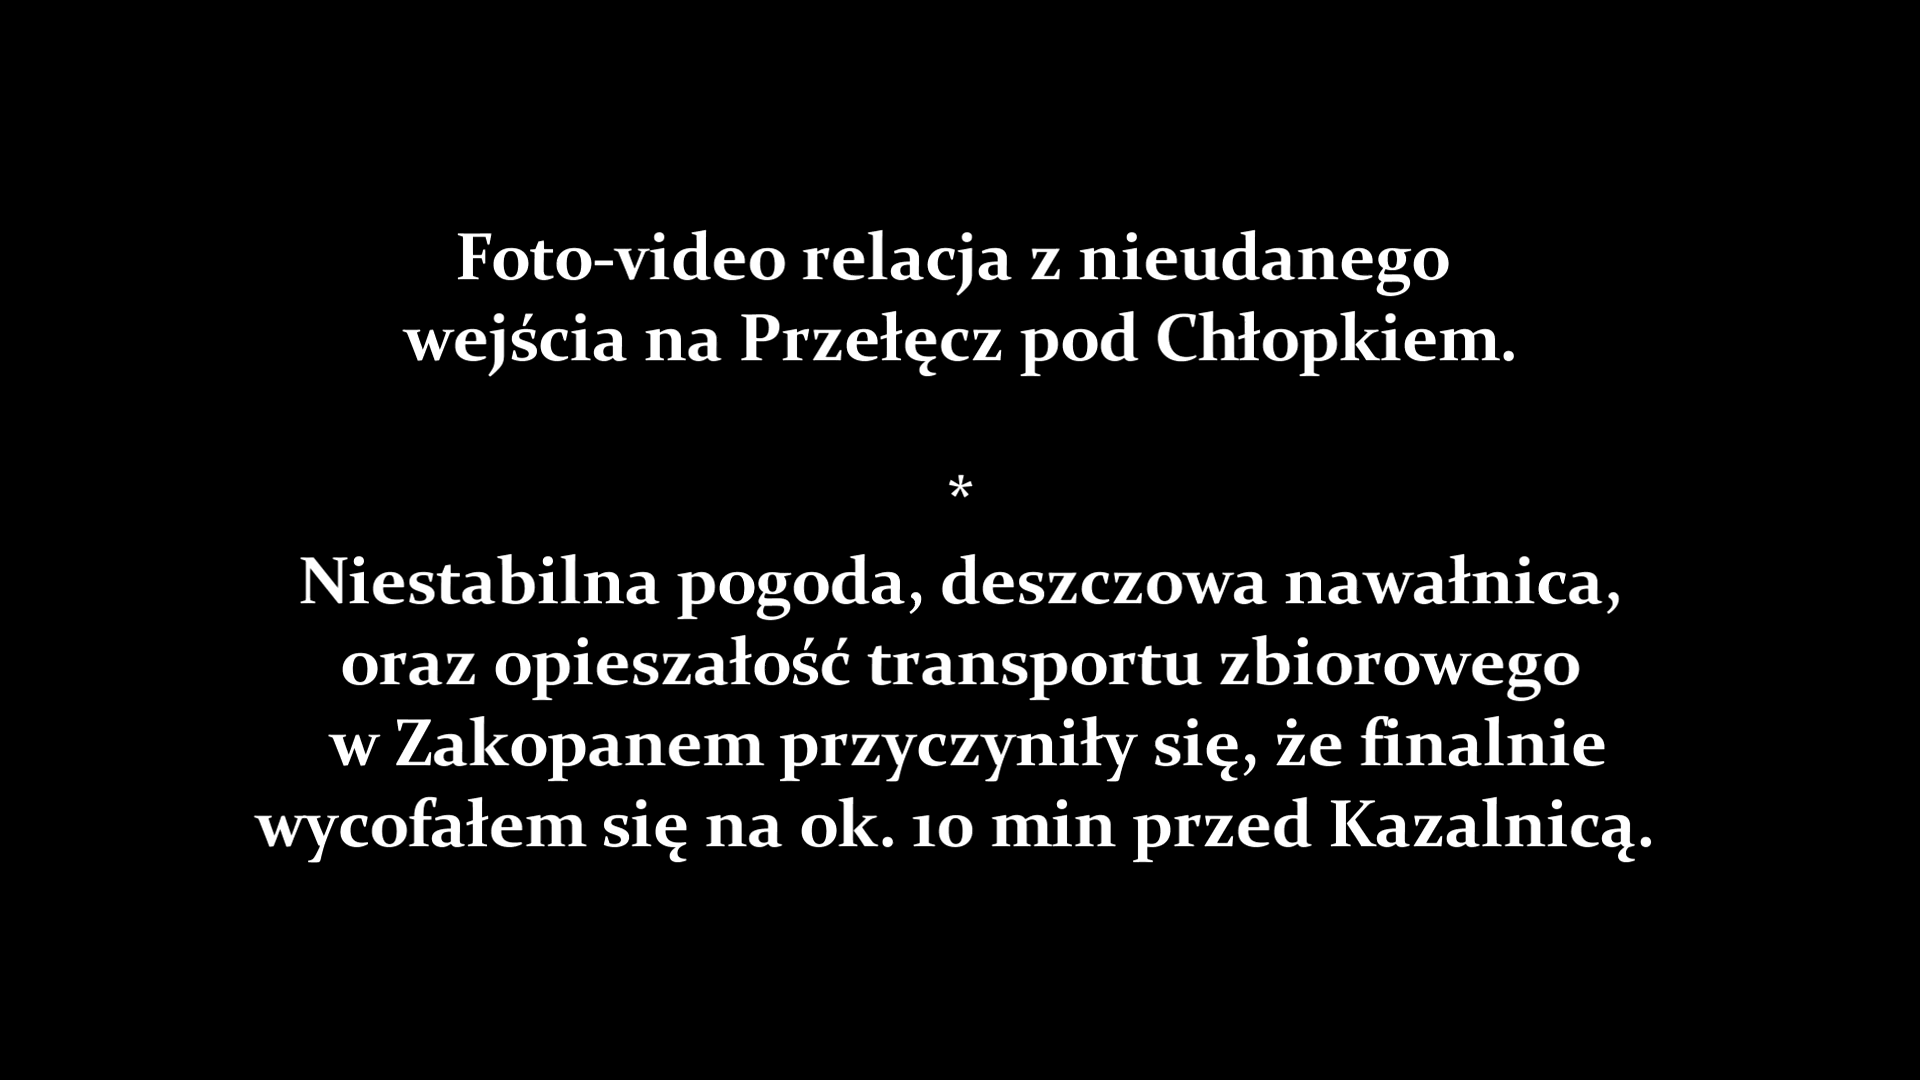 Foto-video relacja z nieudanego
wejścia na Przełęcz pod Chłopkiem.
*
Niestabilna pogoda, deszczowa nawałnica,
oraz opieszałość transportu zbiorowego
w Zakopanem przyczyniły się, że finalnie
wycofałem się na ok. 10 min przed Kazalnicą.